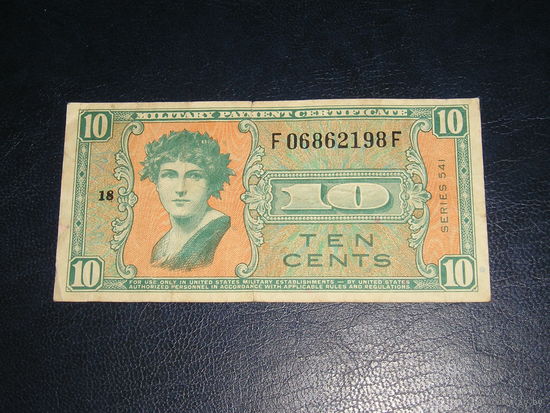 MILITARY PAYMENT CERTIFICATE
10
10
F 06862198 F
18
10
SERIES 541
TEN
CENTS
10
10
FOR USE ONLY IN UNITED STATES MILITARY ESTABLISHMENTS — BY UNITED STATES
AUTHORIZED PERSONNEL IN ACCORDANCE WITH APPLICABLE RULES AND REGULATIONS